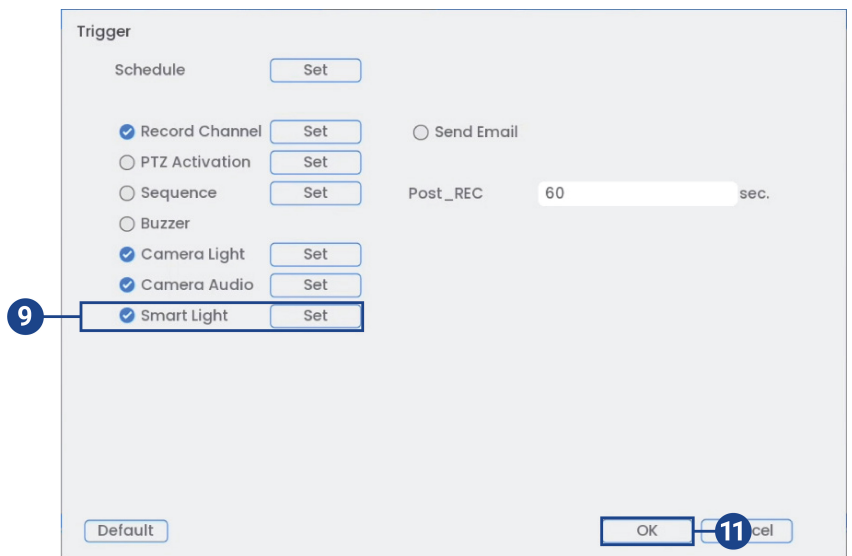 Trigger
Schedule Set
Record Channel Set Send Email
PTZ Activation Set
Sequence Set Post_REC 60 sec.
Buzzer
Camera Light Set
Camera Audio Set
9 Smart Light Set
Default OK 11 cel